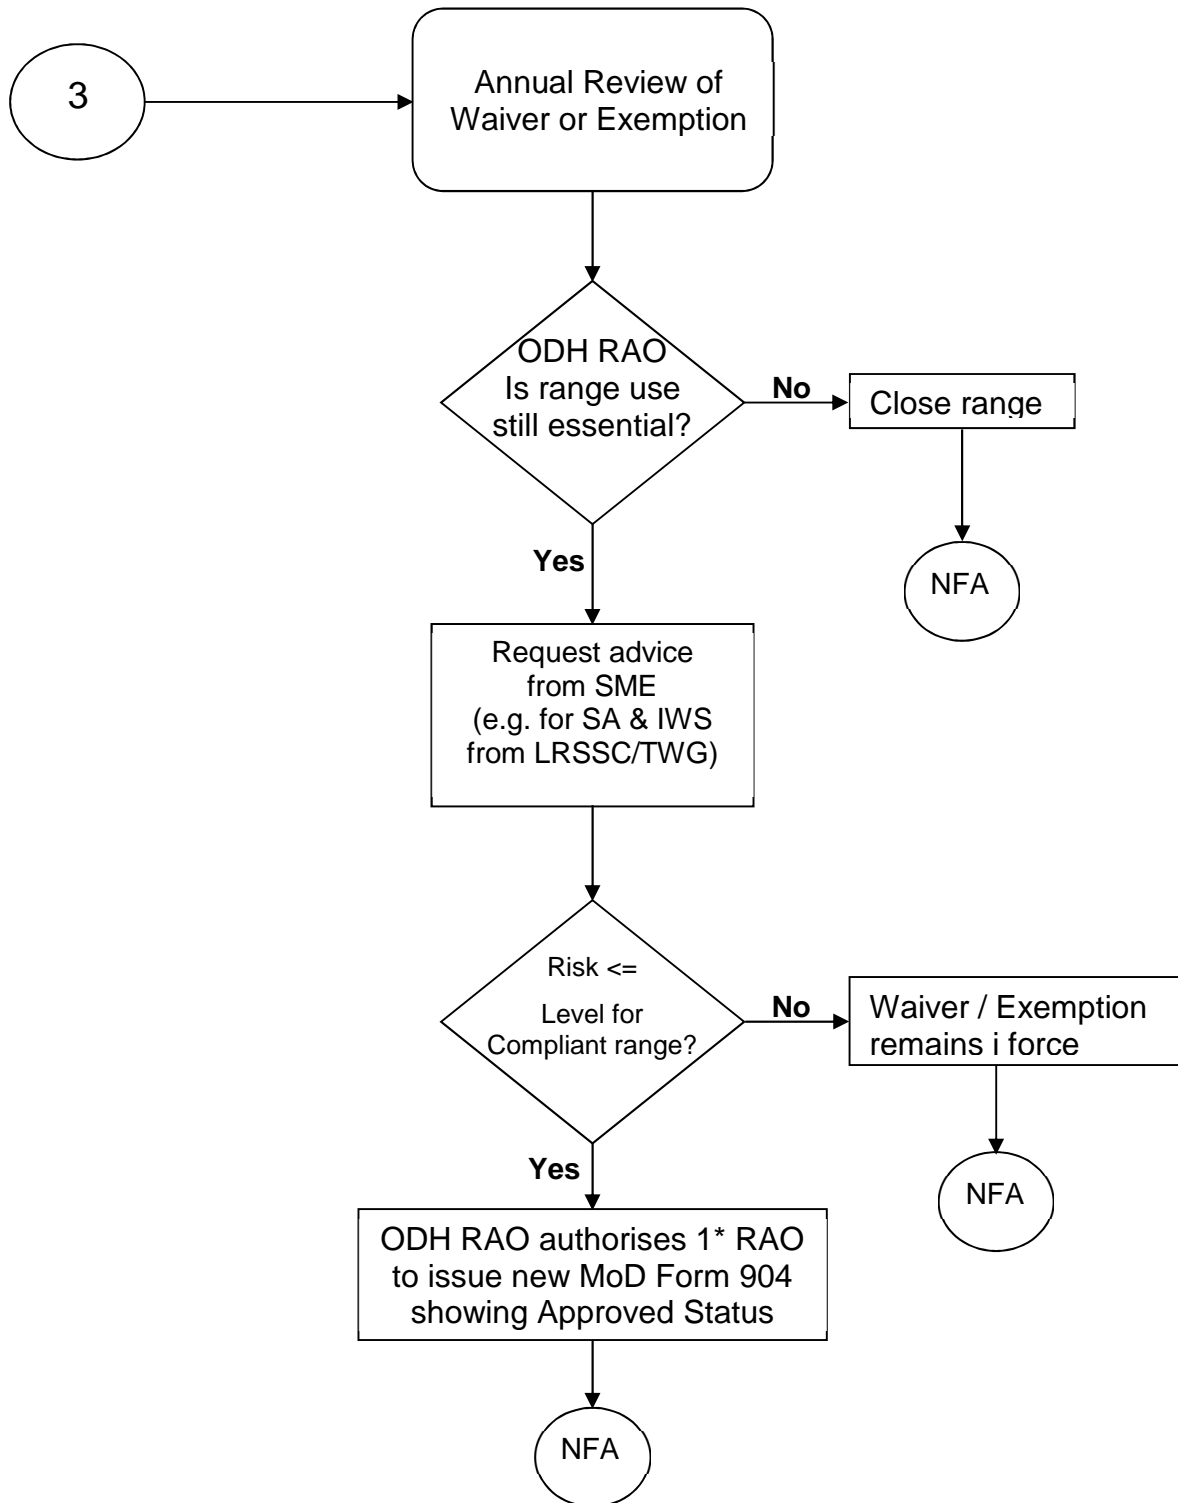 3
Annual Review of
Waiver or Exemption
ODH RAO
Is range use
still essential?
No
Close range
NFA
Yes
Request advice
from SME
(e.g. for SA & IWS
from LRSSC/TWG)
Risk <=
Level for
Compliant range?
No
Waiver / Exemption
remains i force
NFA
Yes
ODH RAO authorises 1* RAO
to issue new MoD Form 904
showing Approved Status
NFA